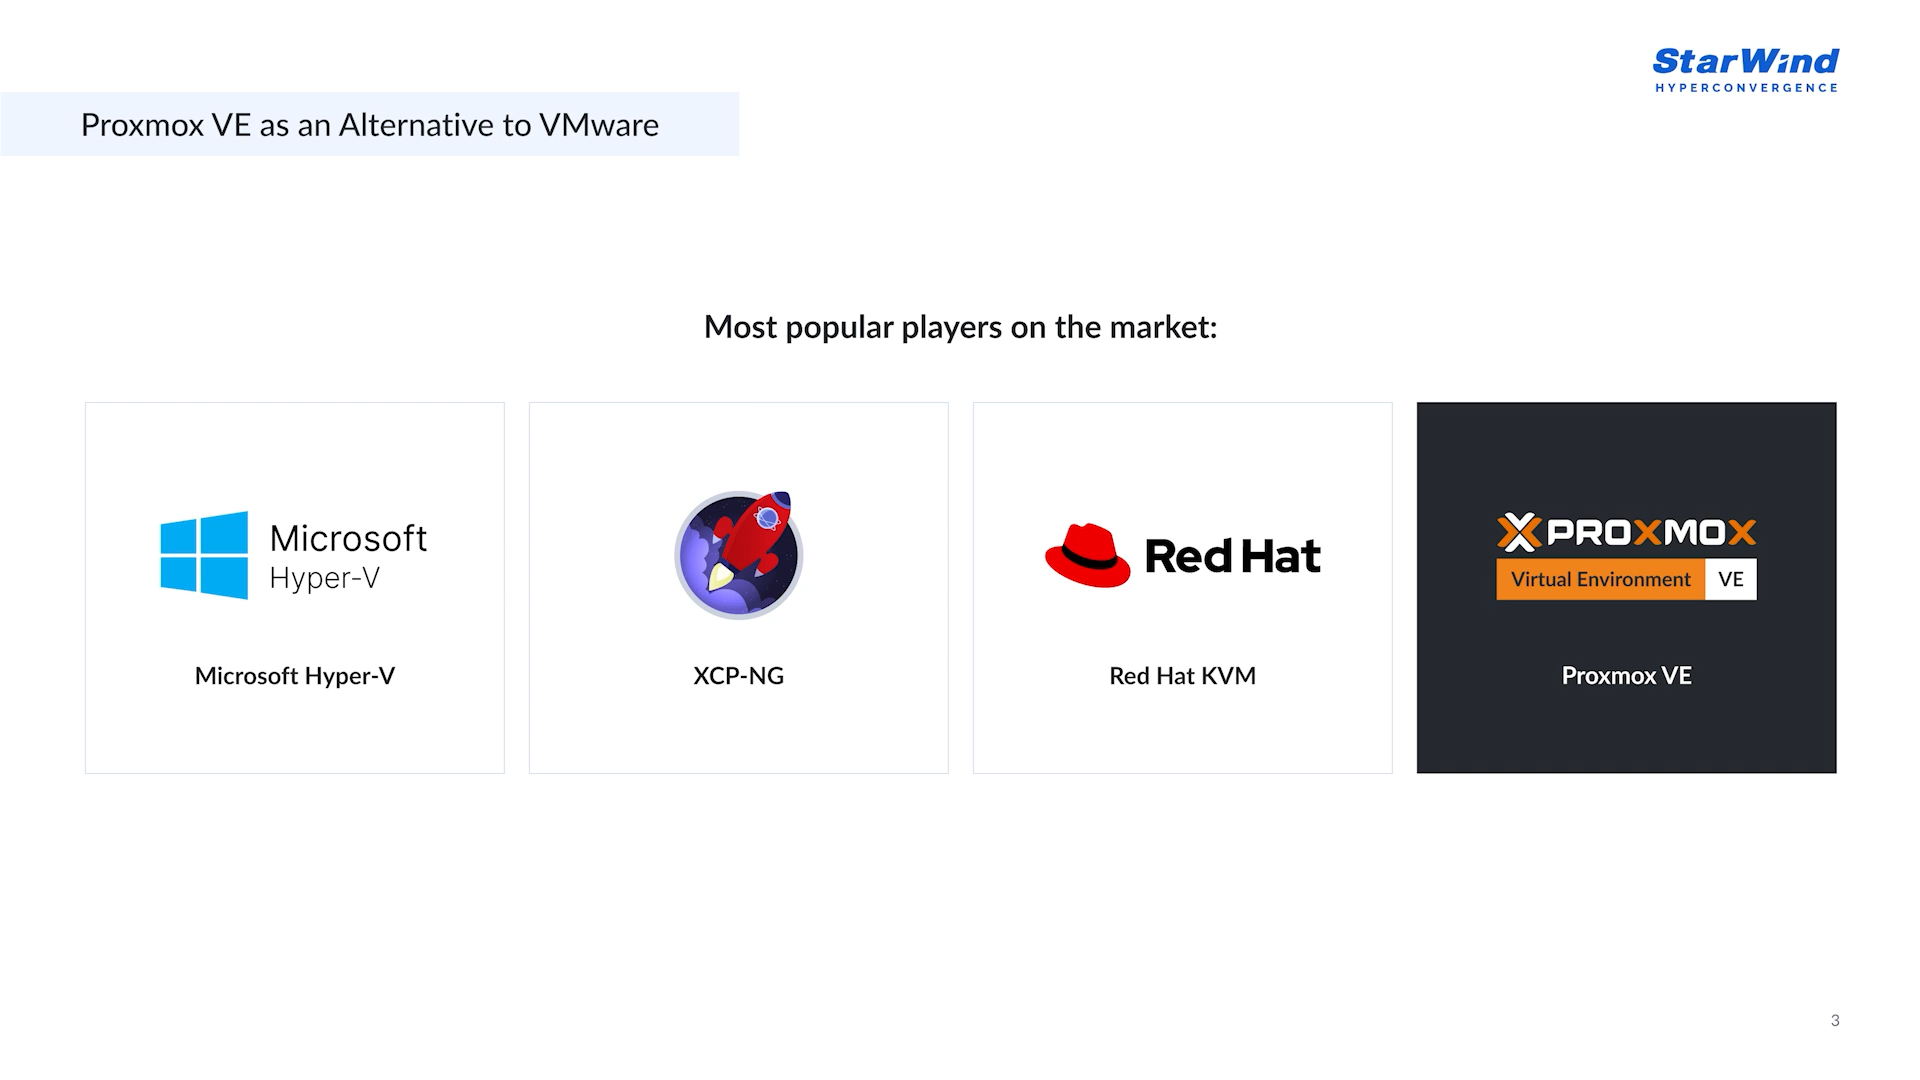 StarWind
HYPERCONVERGENCE
Proxmox VE as an Alternative to VMware
Most popular players on the market:
Microsoft
Hyper-V
Microsoft Hyper-V
XCP-NG
Red Hat
Red Hat KVM
PROXMOX
Virtual Environment VE
Proxmox VE
3